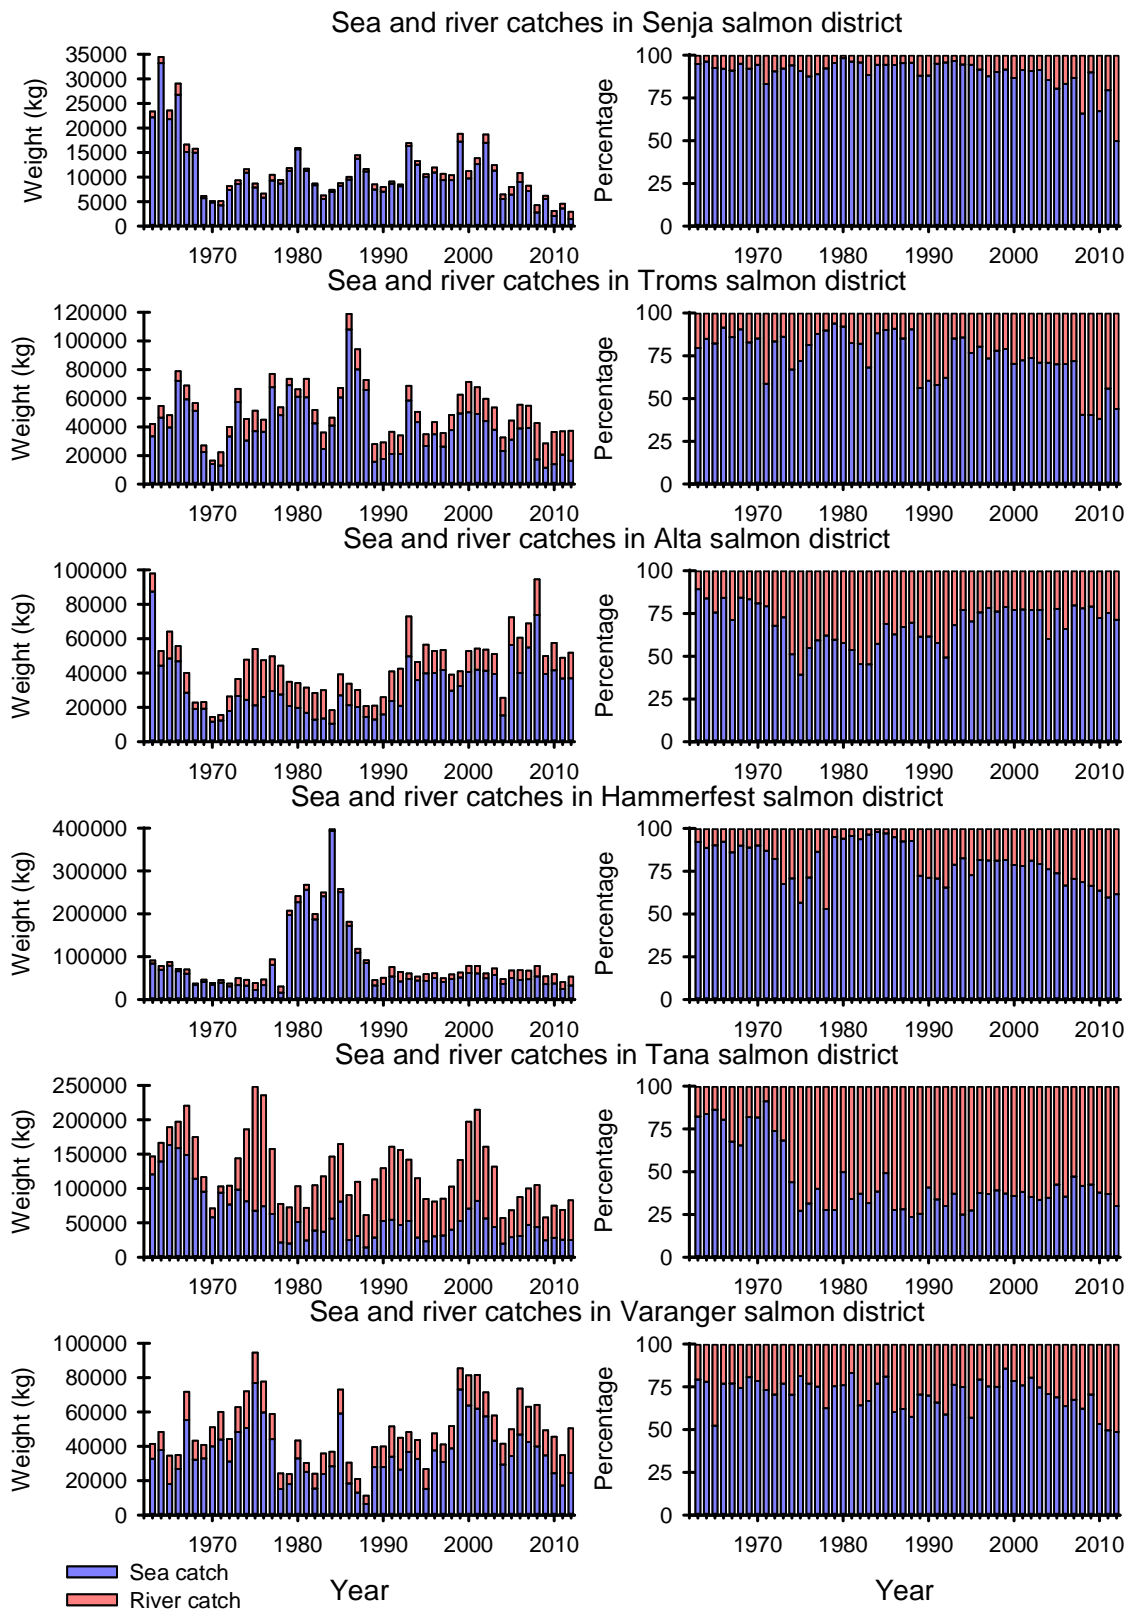 Sea and river catches in Senja salmon district
Weight (kg)
35000
30000
25000
20000
15000
10000
5000
0
1970 1980 1990 2000 2010
Percentage
100
75
50
25
0
1970 1980 1990 2000 2010
Sea and river catches in Troms salmon district
Weight (kg)
120000
100000
80000
60000
40000
20000
0
1970 1980 1990 2000 2010
Percentage
100
75
50
25
0
1970 1980 1990 2000 2010
Sea and river catches in Alta salmon district
Weight (kg)
100000
80000
60000
40000
20000
0
1970 1980 1990 2000 2010
Percentage
100
75
50
25
0
1970 1980 1990 2000 2010
Sea and river catches in Hammerfest salmon district
Weight (kg)
400000
300000
200000
100000
0
1970 1980 1990 2000 2010
Percentage
100
75
50
25
0
1970 1980 1990 2000 2010
Sea and river catches in Tana salmon district
Weight (kg)
250000
200000
150000
100000
50000
0
1970 1980 1990 2000 2010
Percentage
100
75
50
25
0
1970 1980 1990 2000 2010
Sea and river catches in Varanger salmon district
Weight (kg)
100000
80000
60000
40000
20000
0
1970 1980 1990 2000 2010
Percentage
100
75
50
25
0
1970 1980 1990 2000 2010
Sea catch
River catch
Year
Year